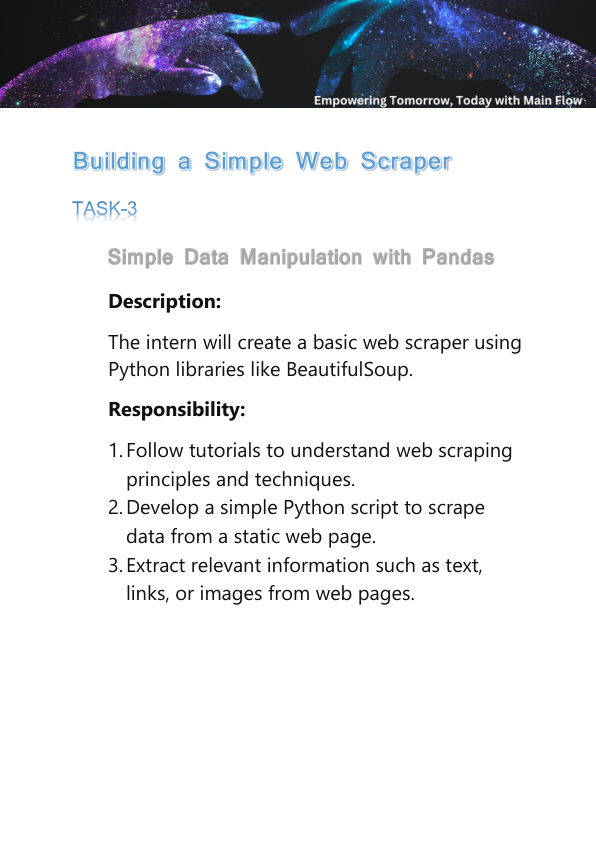 Empowering Tomorrow, Today with Main Flow
Building a Simple Web Scraper
TASK-3
Simple Data Manipulation with Pandas
Description:
The intern will create a basic web scraper using
Python libraries like BeautifulSoup.
Responsibility:
1. Follow tutorials to understand web scraping
principles and techniques.
2. Develop a simple Python script to scrape
data from a static web page.
3. Extract relevant information such as text,
links, or images from web pages.